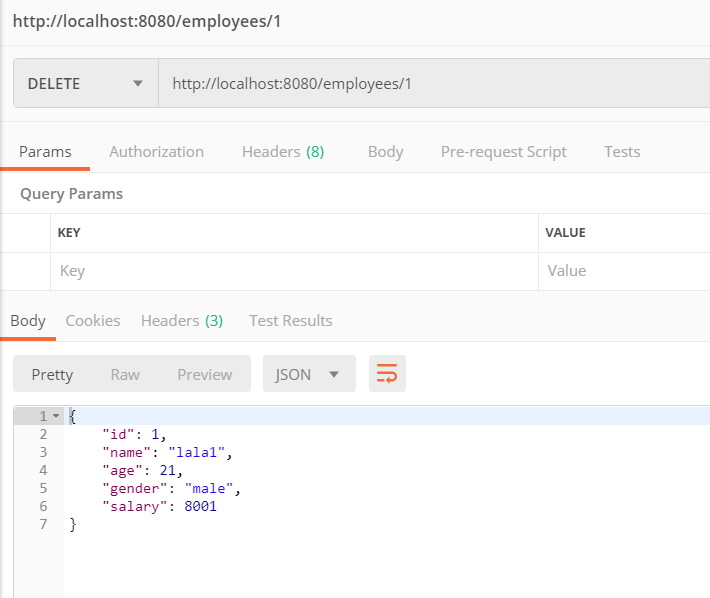 http://localhost:8080/employees/1
DELETE http://localhost:8080/employees/1
Params Authorization Headers (8) Body Pre-request Script Tests
Query Params
KEY VALUE
Key Value
Body Cookies Headers (3) Test Results
Pretty Raw Preview JSON
1 {
2 "id": 1,
3 "name": "lala1",
4 "age": 21,
5 "gender": "male",
6 "salary": 8001
7 }